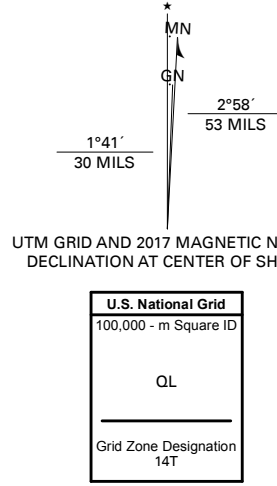 ★
MN
GN
1°41´
30 MILS
2°58´
53 MILS
UTM GRID AND 2017 MAGNETIC N
DECLINATION AT CENTER OF SH
U.S. National Grid
100,000 - m Square ID
QL
Grid Zone Designation
14T